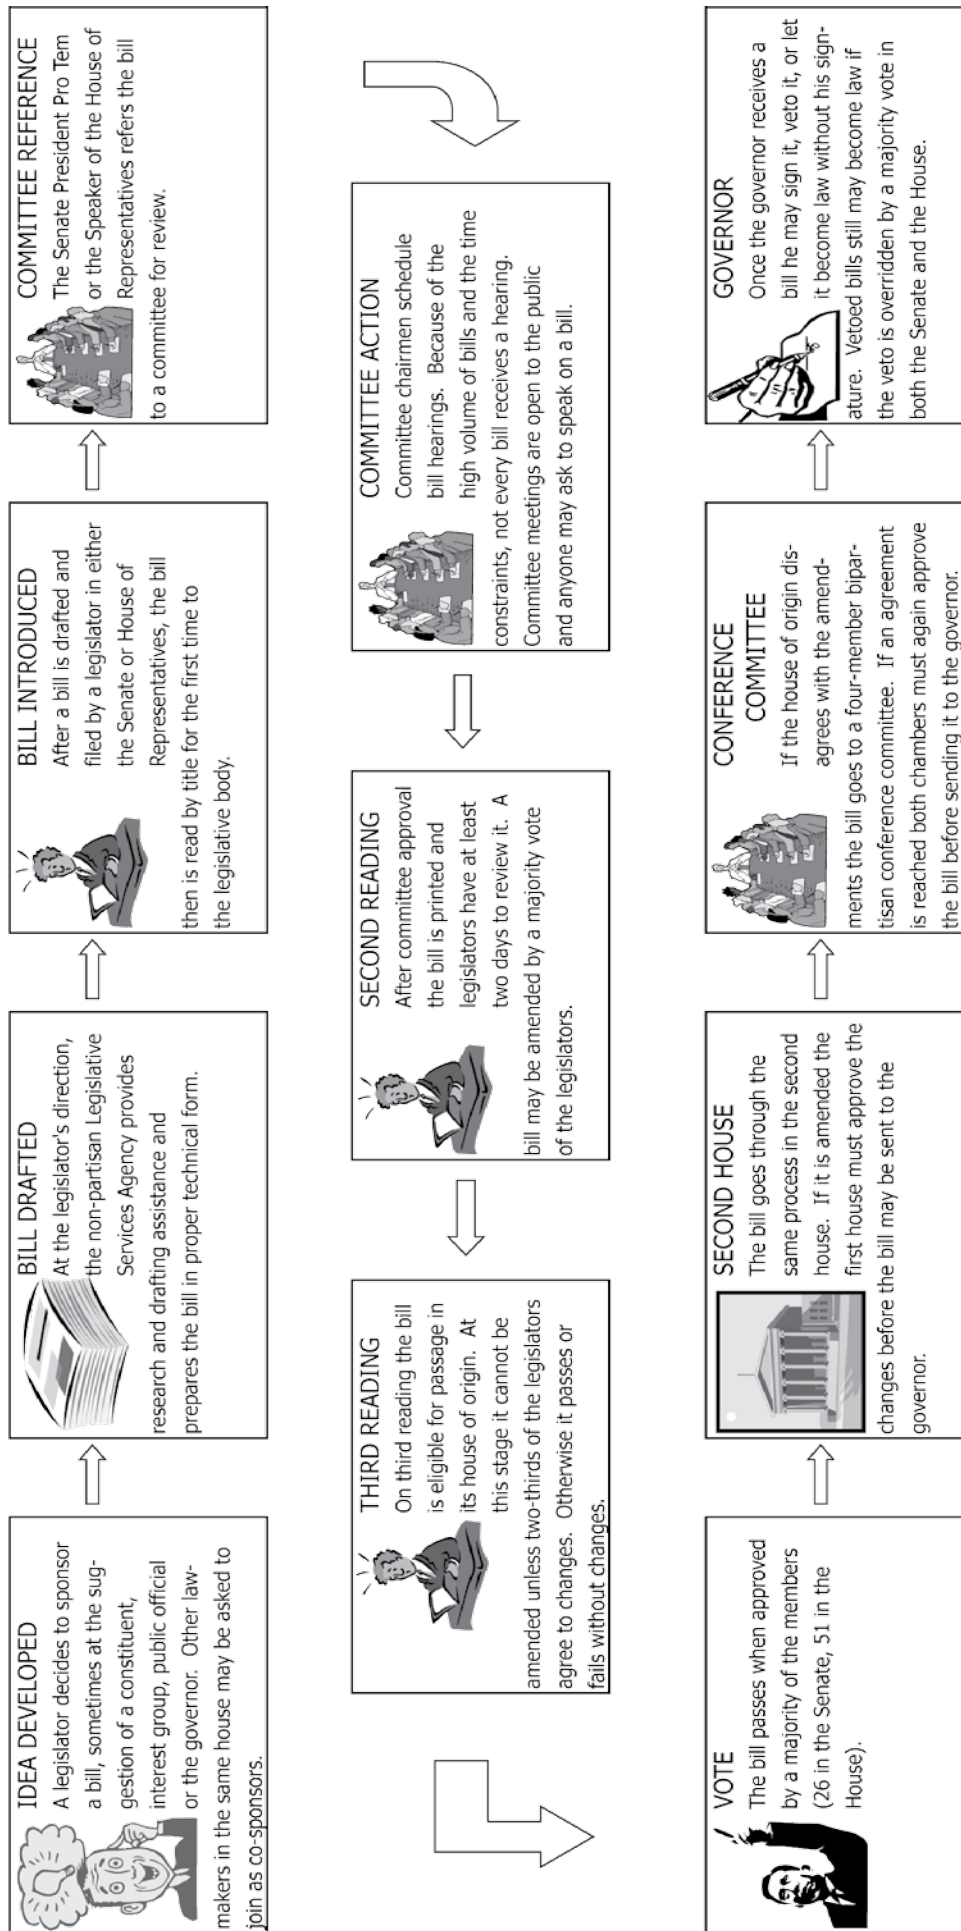 IDEA DEVELOPED
A legislator decides to sponsor
a bill, sometimes at the sug-
gestion of a constituent,
interest group, public official
or the governor. Other law-
makers in the same house may be asked to
join as co-sponsors.
BILL DRAFTED
At the legislator's direction,
the non-partisan Legislative
Services Agency provides
research and drafting assistance and
prepares the bill in proper technical form.
BILL INTRODUCED
After a bill is drafted and
filed by a legislator in either
the Senate or House of
Representatives, the bill
then is read by title for the first time to
the legislative body.
COMMITTEE REFERENCE
The Senate President Pro Tem
or the Speaker of the House of
Representatives refers the bill
to a committee for review.
COMMITTEE ACTION
Committee chairmen schedule
bill hearings. Because of the
high volume of bills and the time
constraints, not every bill receives a hearing.
Committee meetings are open to the public
and anyone may ask to speak on a bill.
SECOND READING
After committee approval
the bill is printed and
legislators have at least
two days to review it. A
bill may be amended by a majority vote
of the legislators.
THIRD READING
On third reading the bill
is eligible for passage in
its house of origin. At
this stage it cannot be
amended unless two-thirds of the legislators
agree to changes. Otherwise it passes or
fails without changes.
VOTE
The bill passes when approved
by a majority of the members
(26 in the Senate, 51 in the
House).
SECOND HOUSE
The bill goes through the
same process in the second
house. If it is amended the
first house must approve the
changes before the bill may be sent to the
governor.
CONFERENCE
COMMITTEE
If the house of origin dis-
agrees with the amend-
ments the bill goes to a four-member bipar-
tisan conference committee. If an agreement
is reached both chambers must again approve
the bill before sending it to the governor.
GOVERNOR
Once the governor receives a
bill he may sign it, veto it, or let
it become law without his sign-
ature. Vetoed bills still may become law if
the veto is overridden by a majority vote in
both the Senate and the House.